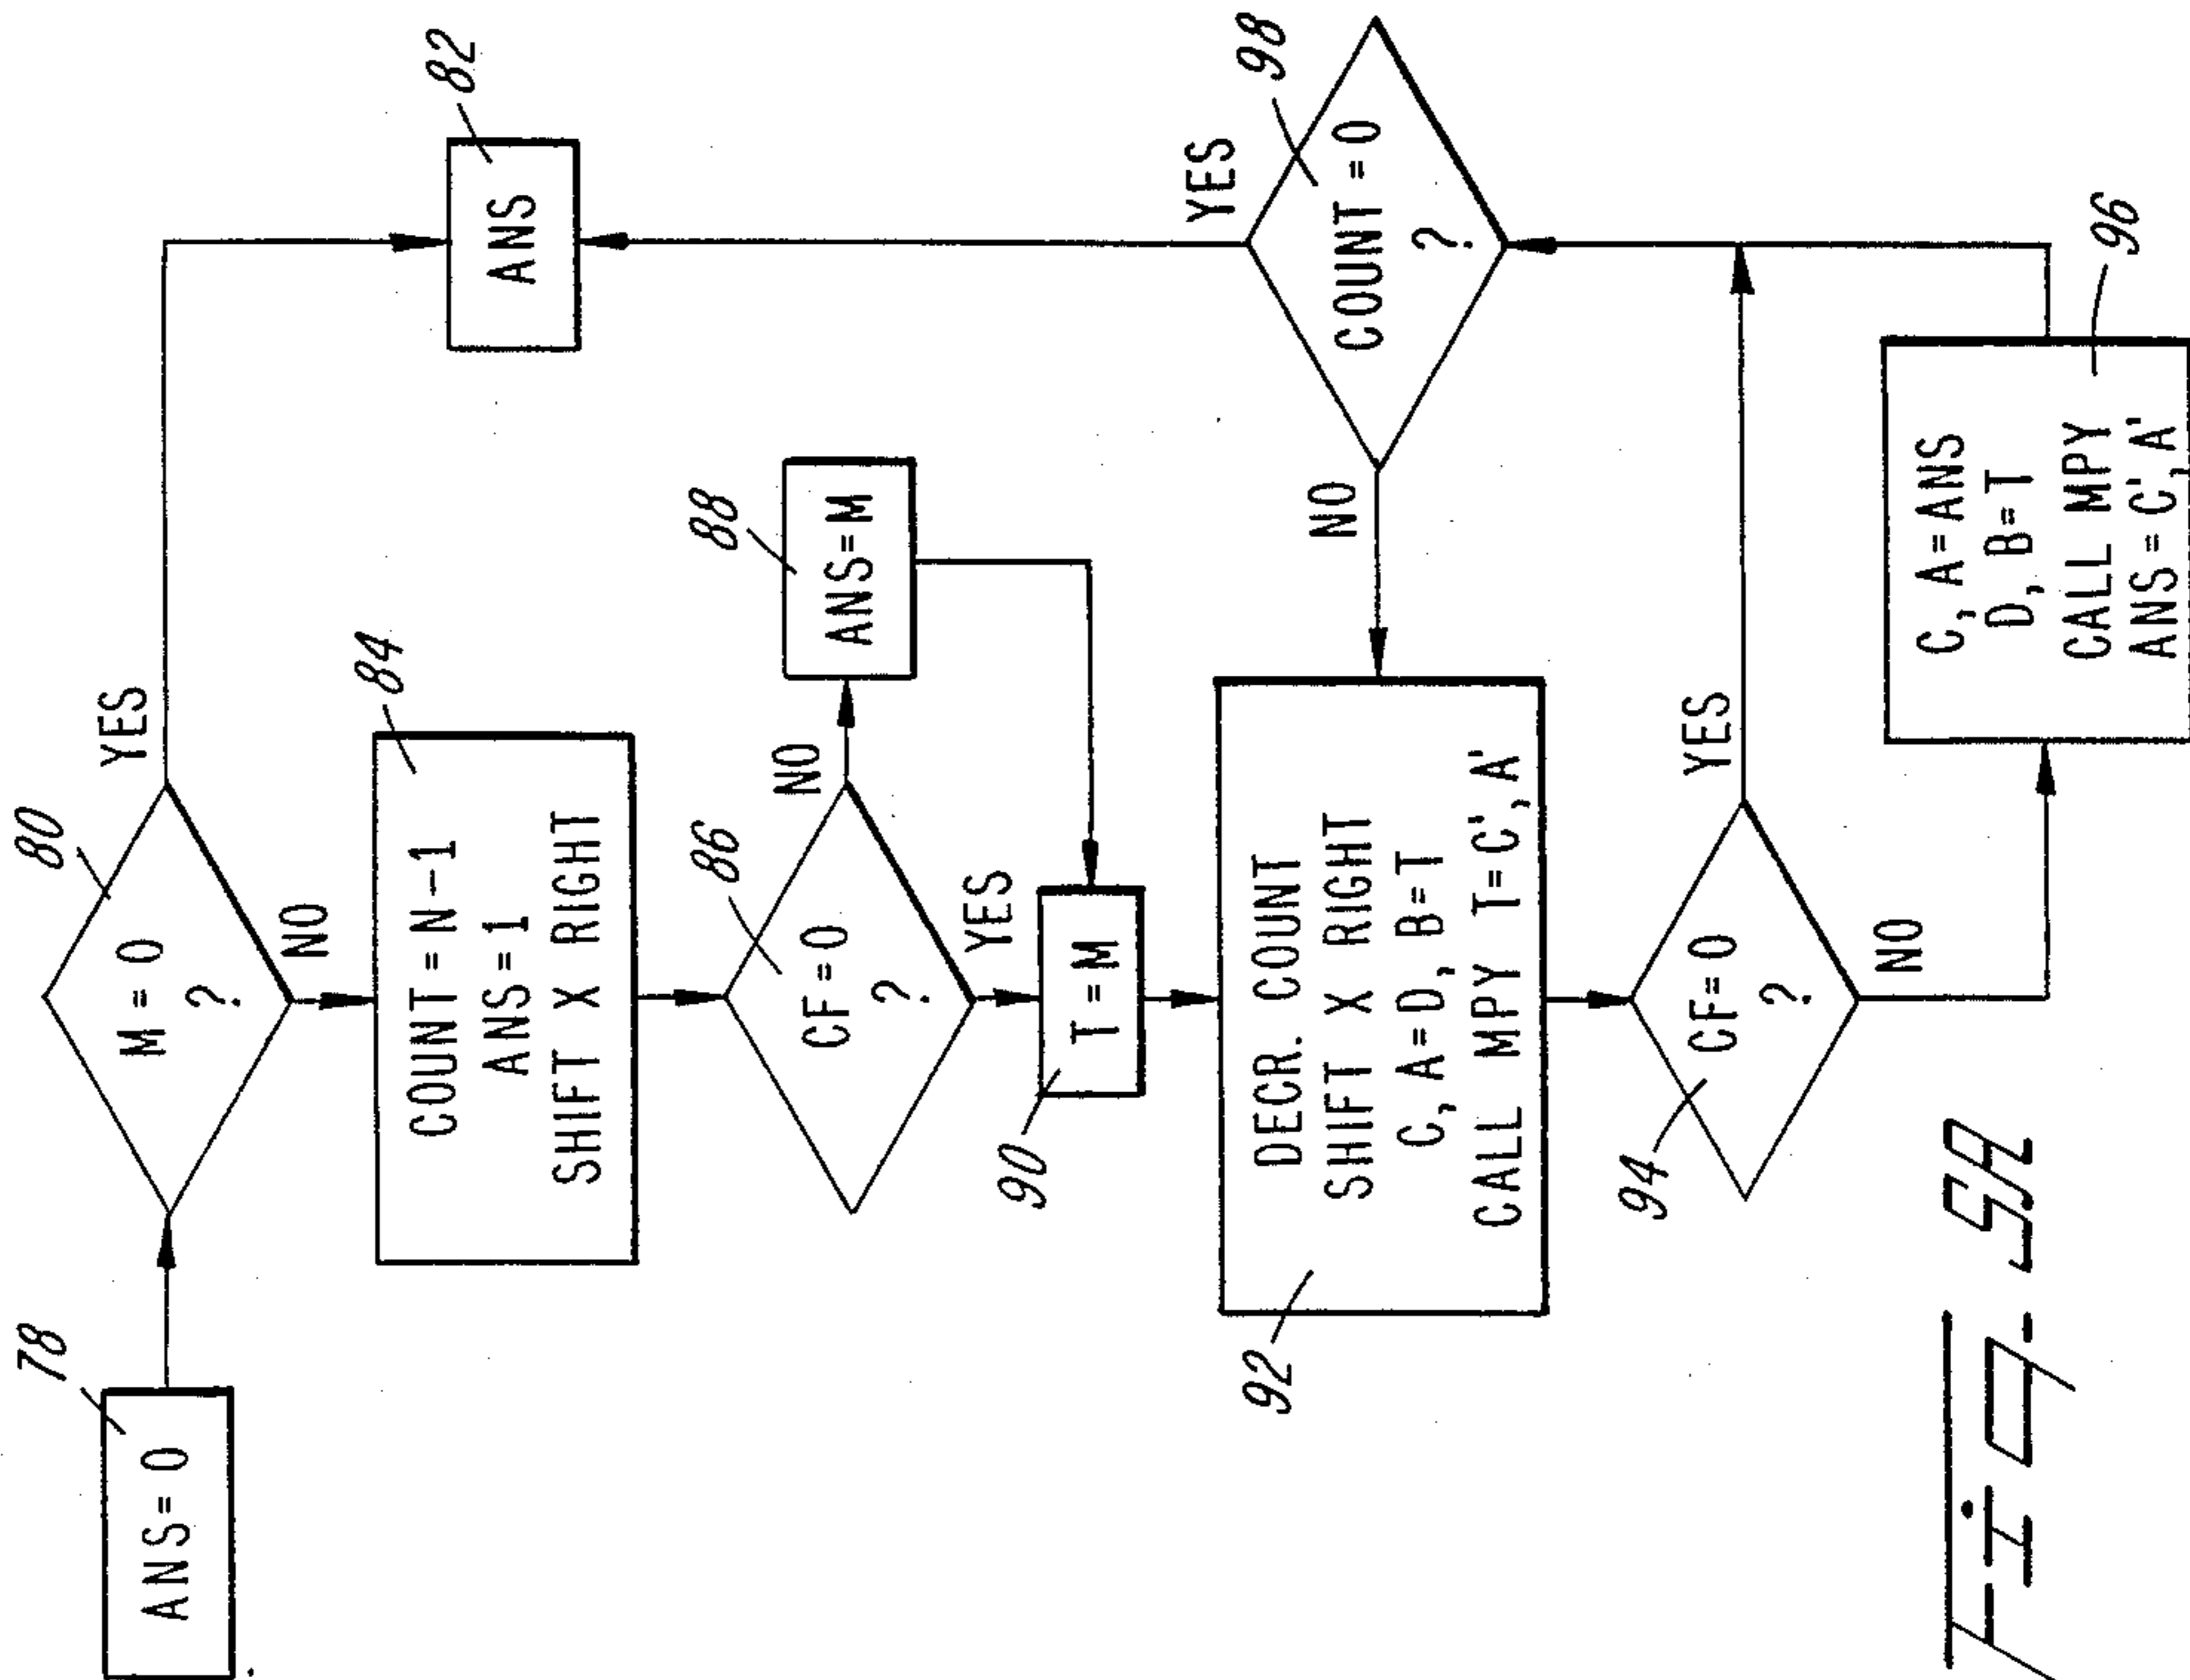 78
ANS=0
80
M=0
?
YES
NO
82
ANS
84
COUNT=N-1
ANS=1
SHIFT X RIGHT
86
CF=0
?
NO
YES
88
ANS=M
90
T=M
92
DECR. COUNT
SHIFT X RIGHT
C, A=D, B=T
CALL MPY T=C',A'
94
CF=0
?
YES
NO
96
C, A=ANS
D, B=T
CALL MPY
ANS=C',A'
98
COUNT=0
?
YES
NO
Fig. 5A